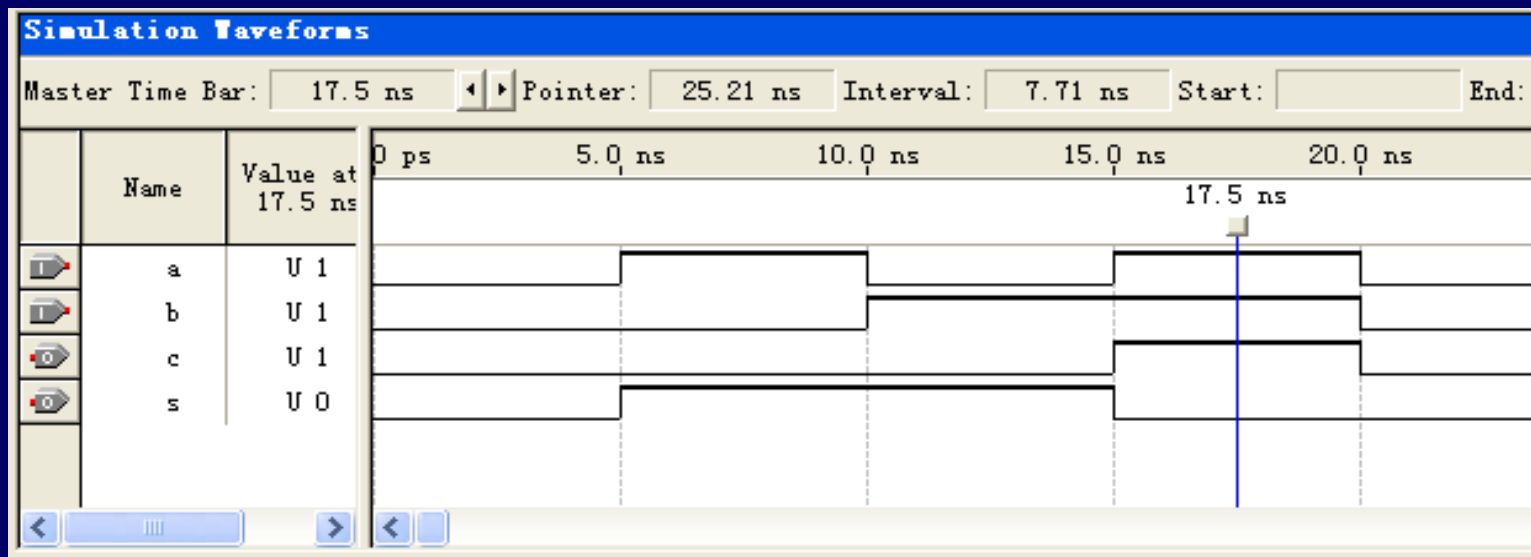 Simulation Waveforms
Master Time Bar: 17.5 ns Pointer: 25.21 ns Interval: 7.71 ns Start: End:
Name
Value at
17.5 ns
0 ps 5.0 ns 10.0 ns 15.0 ns 20.0 ns
17.5 ns
a U 1
b U 1
c U 1
s U 0